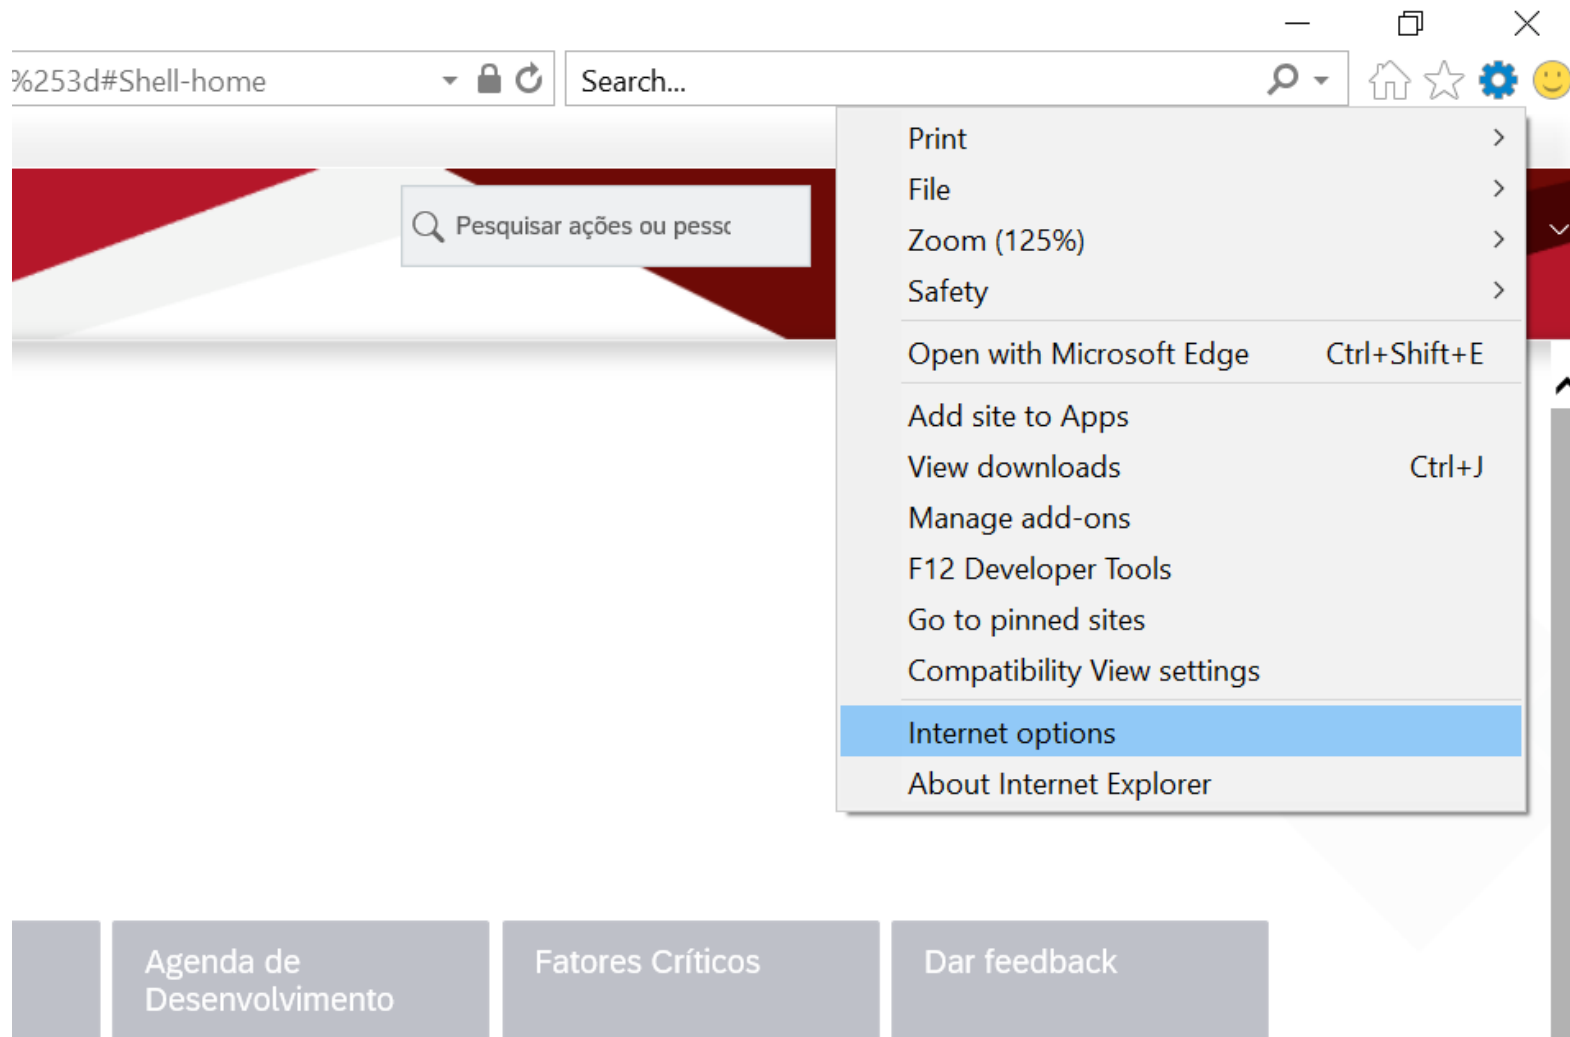 %253d#Shell-home
Search...
Pesquisar ações ou pessc
Print
File
Zoom (125%)
Safety
Open with Microsoft Edge Ctrl+Shift+E
Add site to Apps
View downloads Ctrl+J
Manage add-ons
F12 Developer Tools
Go to pinned sites
Compatibility View settings
Internet options
About Internet Explorer
Agenda de
Desenvolvimento
Fatores Críticos
Dar feedback